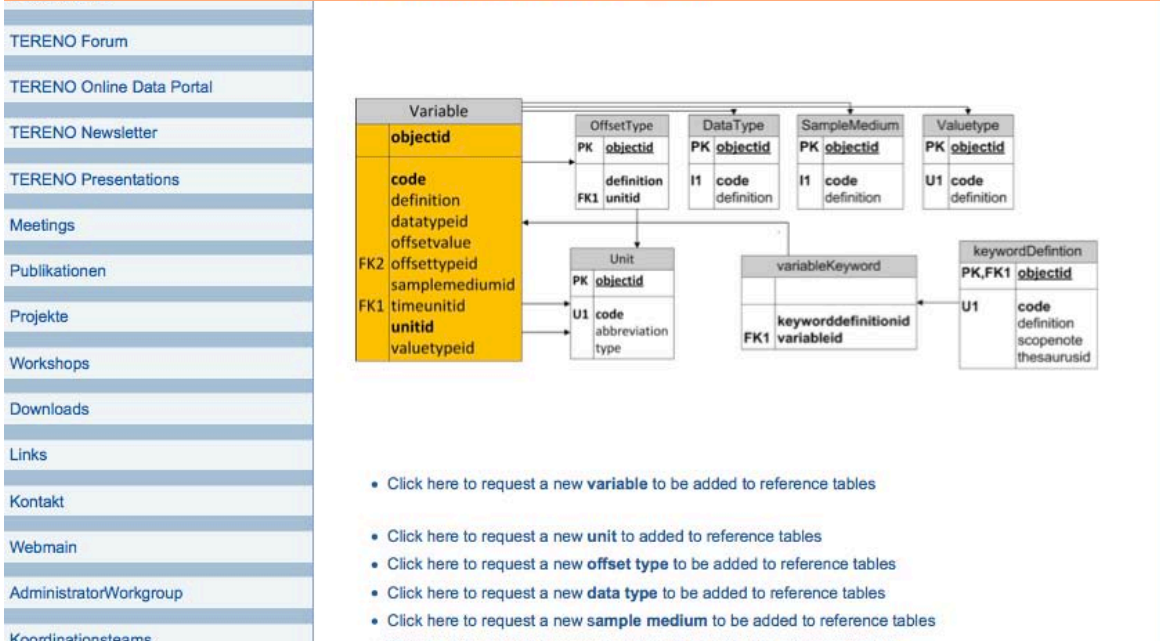 TERENO Forum
TERENO Online Data Portal
TERENO Newsletter
TERENO Presentations
Meetings
Publikationen
Projekte
Workshops
Downloads
Links
Kontakt
Webmain
AdministratorWorkgroup
Koordinationsteams
Variable
objectid
code
definition
datatypeid
offsetvalue
FK2 offsettypeid
samplemediumid
FK1 timeunitid
unitid
valuetypeid
OffsetType
PK objectid
definition
FK1 unitid
DataType
PK objectid
I1 code
definition
SampleMedium
PK objectid
I1 code
definition
Valuetype
PK objectid
U1 code
definition
Unit
PK objectid
U1 code
abbreviation
type
variableKeyword
keyworddefinitionid
FK1 variableid
keywordDefintion
PK,FK1 objectid
U1 code
definition
scopenote
thesaurusid
• Click here to request a new variable to be added to reference tables
• Click here to request a new unit to added to reference tables
• Click here to request a new offset type to be added to reference tables
• Click here to request a new data type to be added to reference tables
• Click here to request a new sample medium to be added to reference tables